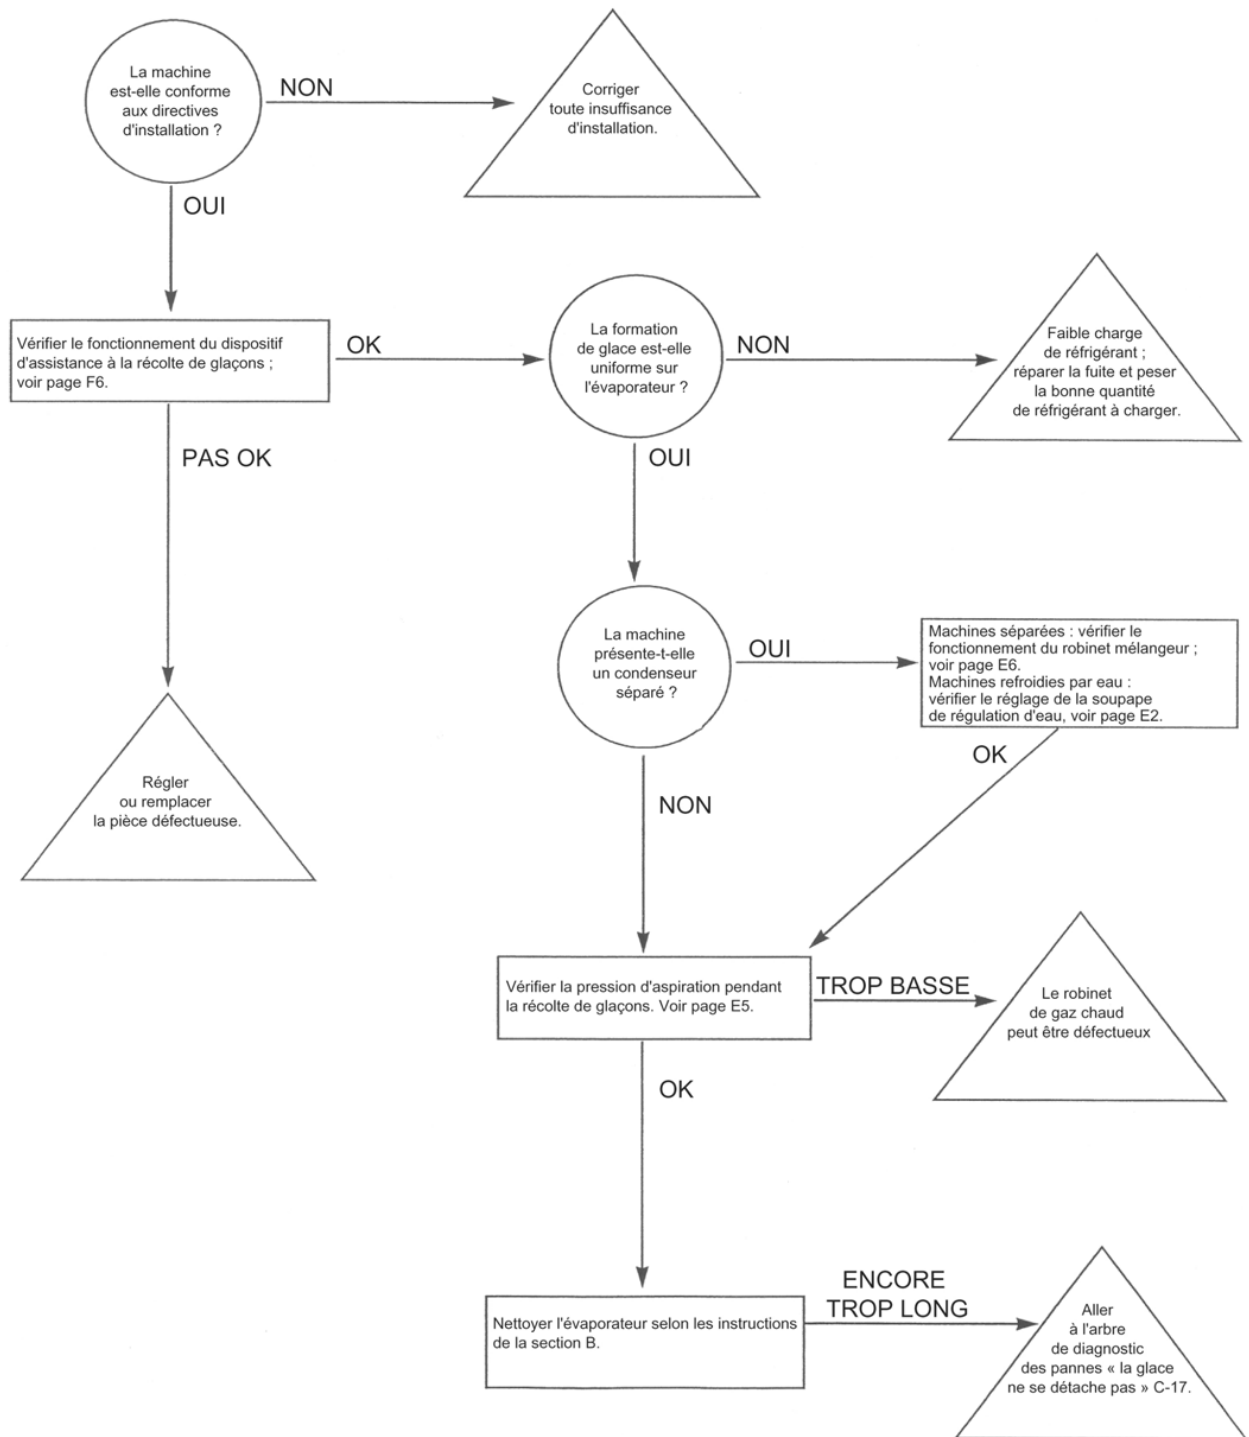 La machine
est-elle conforme
aux directives
d'installation ?
NON
Corriger
toute insuffisance
d'installation.
OUI
Vérifier le fonctionnement du dispositif
d'assistance à la récolte de glaçons ;
voir page F6.
OK
La formation
de glace est-elle
uniforme sur
l'évaporateur ?
NON
Faible charge
de réfrigérant ;
réparer la fuite et peser
la bonne quantité
de réfrigérant à charger.
PAS OK
OUI
Régler
ou remplacer
la pièce défectueuse.
La machine
présente-t-elle
un condenseur
séparé ?
OUI
Machines séparées : vérifier le
fonctionnement du robinet mélangeur ;
voir page E6.
Machines refroidies par eau :
vérifier le réglage de la soupape
de régulation d'eau, voir page E2.
OK
NON
Vérifier la pression d'aspiration pendant
la récolte de glaçons. Voir page E5.
TROP BASSE
Le robinet
de gaz chaud
peut être défectueux
OK
Nettoyer l'évaporateur selon les instructions
de la section B.
ENCORE
TROP LONG
Aller
à l'arbre
de diagnostic
des pannes « la glace
ne se détache pas » C-17.